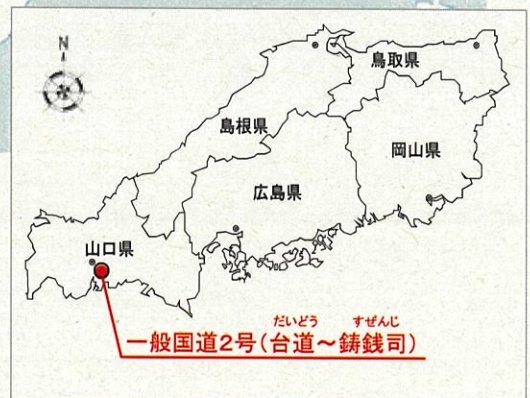 N
鳥取県
島根県
岡山県
広島県
山口県
だいどう すぜんじ
一般国道2号(台道～鋳銭司)